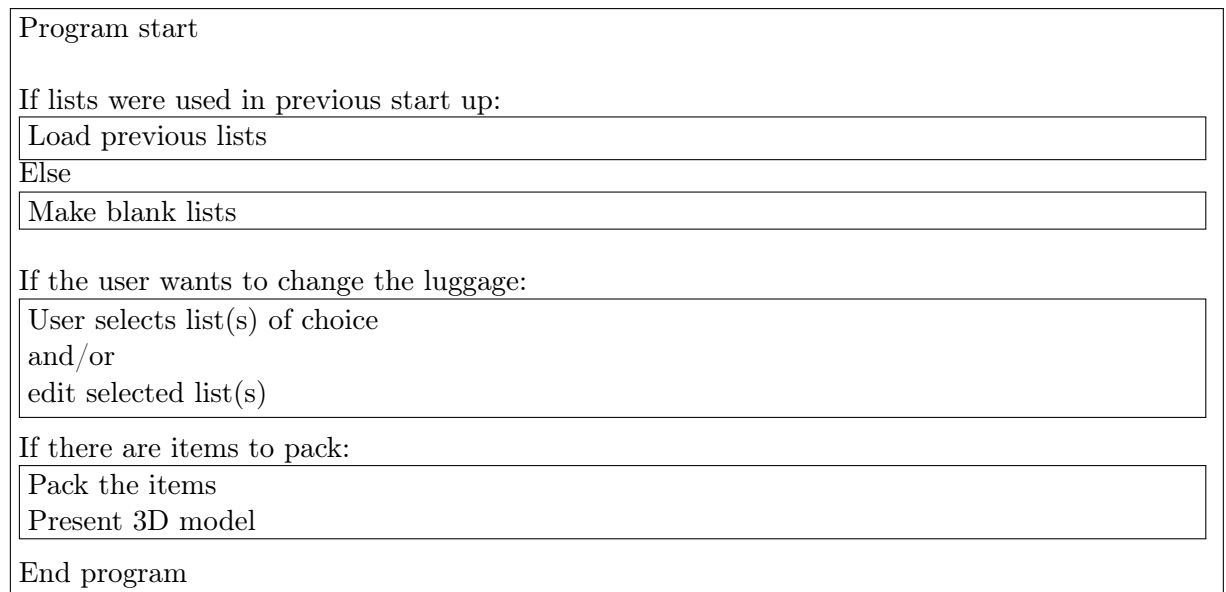 Program start
If lists were used in previous start up:
Load previous lists
Else
Make blank lists
If the user wants to change the luggage:
User selects list(s) of choice
and/or
edit selected list(s)
If there are items to pack:
Pack the items
Present 3D model
End program